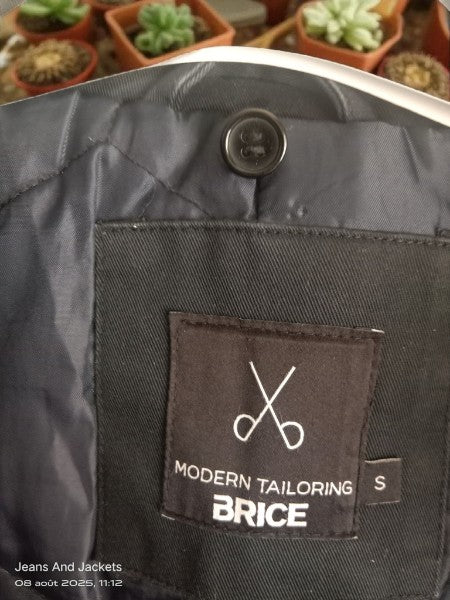 MODERN TAILORING
BRICE
S
Jeans And Jackets
08 août 2025, 11:12